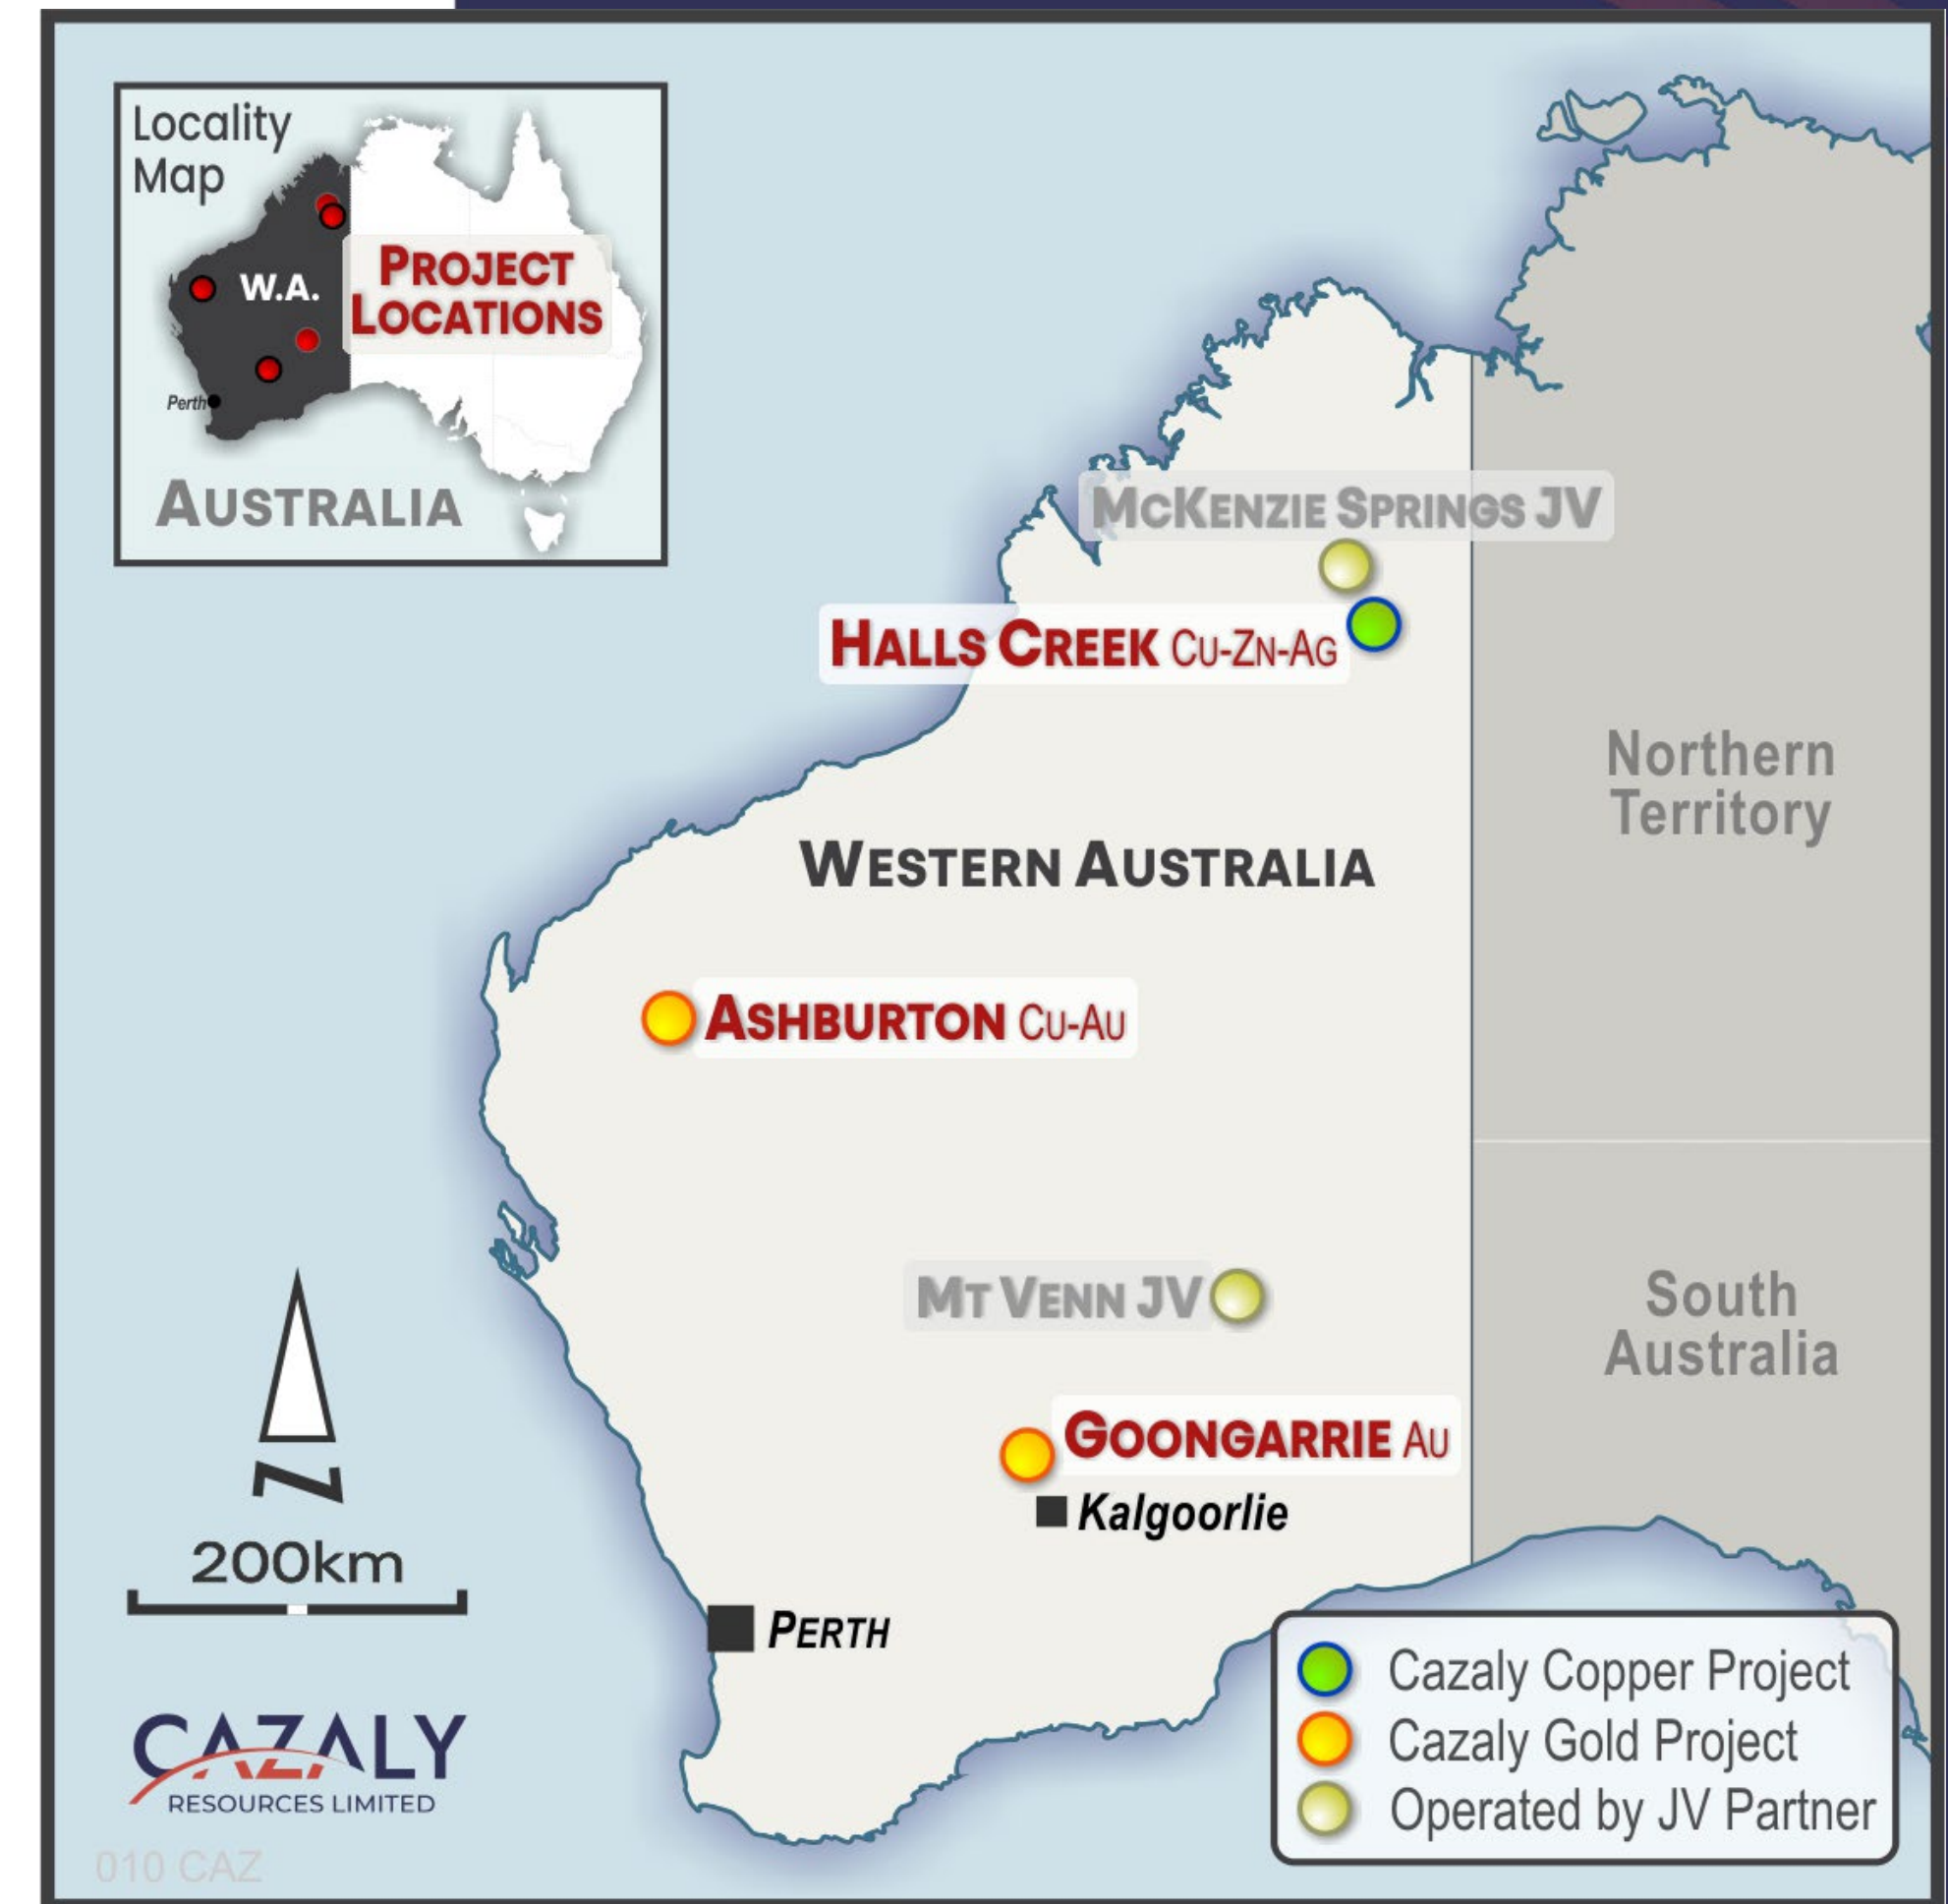 Locality
Map
W.A.
PROJECT
LOCATIONS
Perth
AUSTRALIA
MCKENZIE SPRINGS JV
HALLS CREEK CU-ZN-AG
Northern
Territory
WESTERN AUSTRALIA
ASHBURTON CU-AU
MT VENN JV
South
Australia
GOONGARRIE AU
Kalgoorlie
N
200km
PERTH
Cazaly Copper Project
Cazaly Gold Project
Operated by JV Partner
CAZALY
RESOURCES LIMITED
010 CAZ